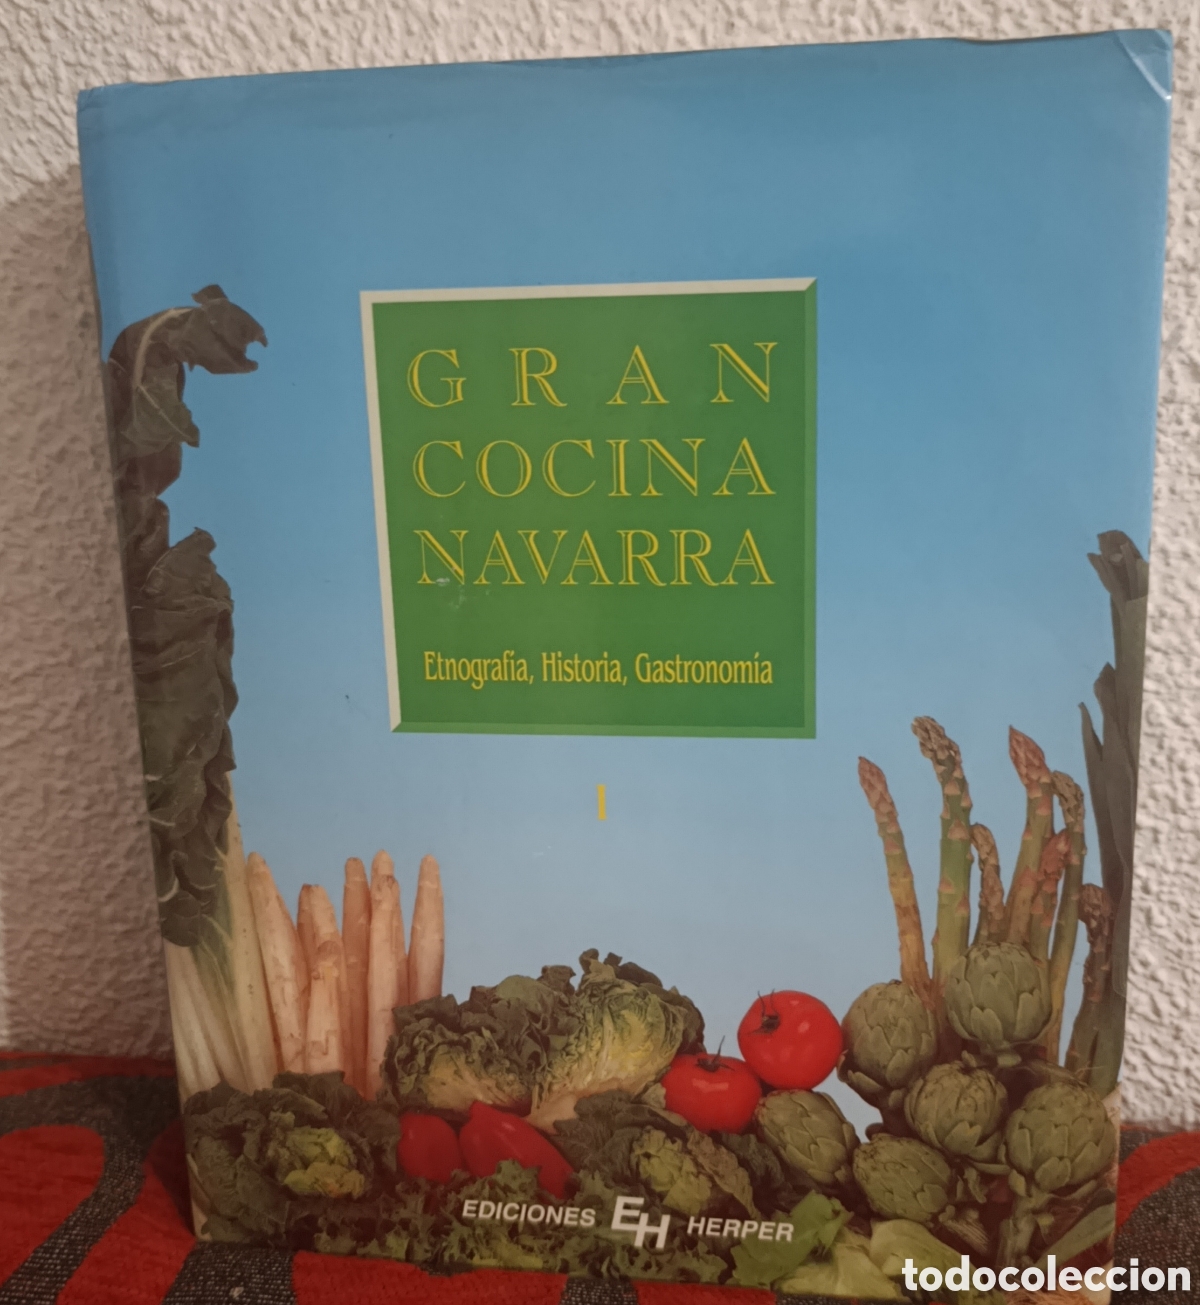 GRAN
COCINA
NAVARRA
Etnografía, Historia, Gastronomía
I
EDICIONES EH HERPER
todocoleccion